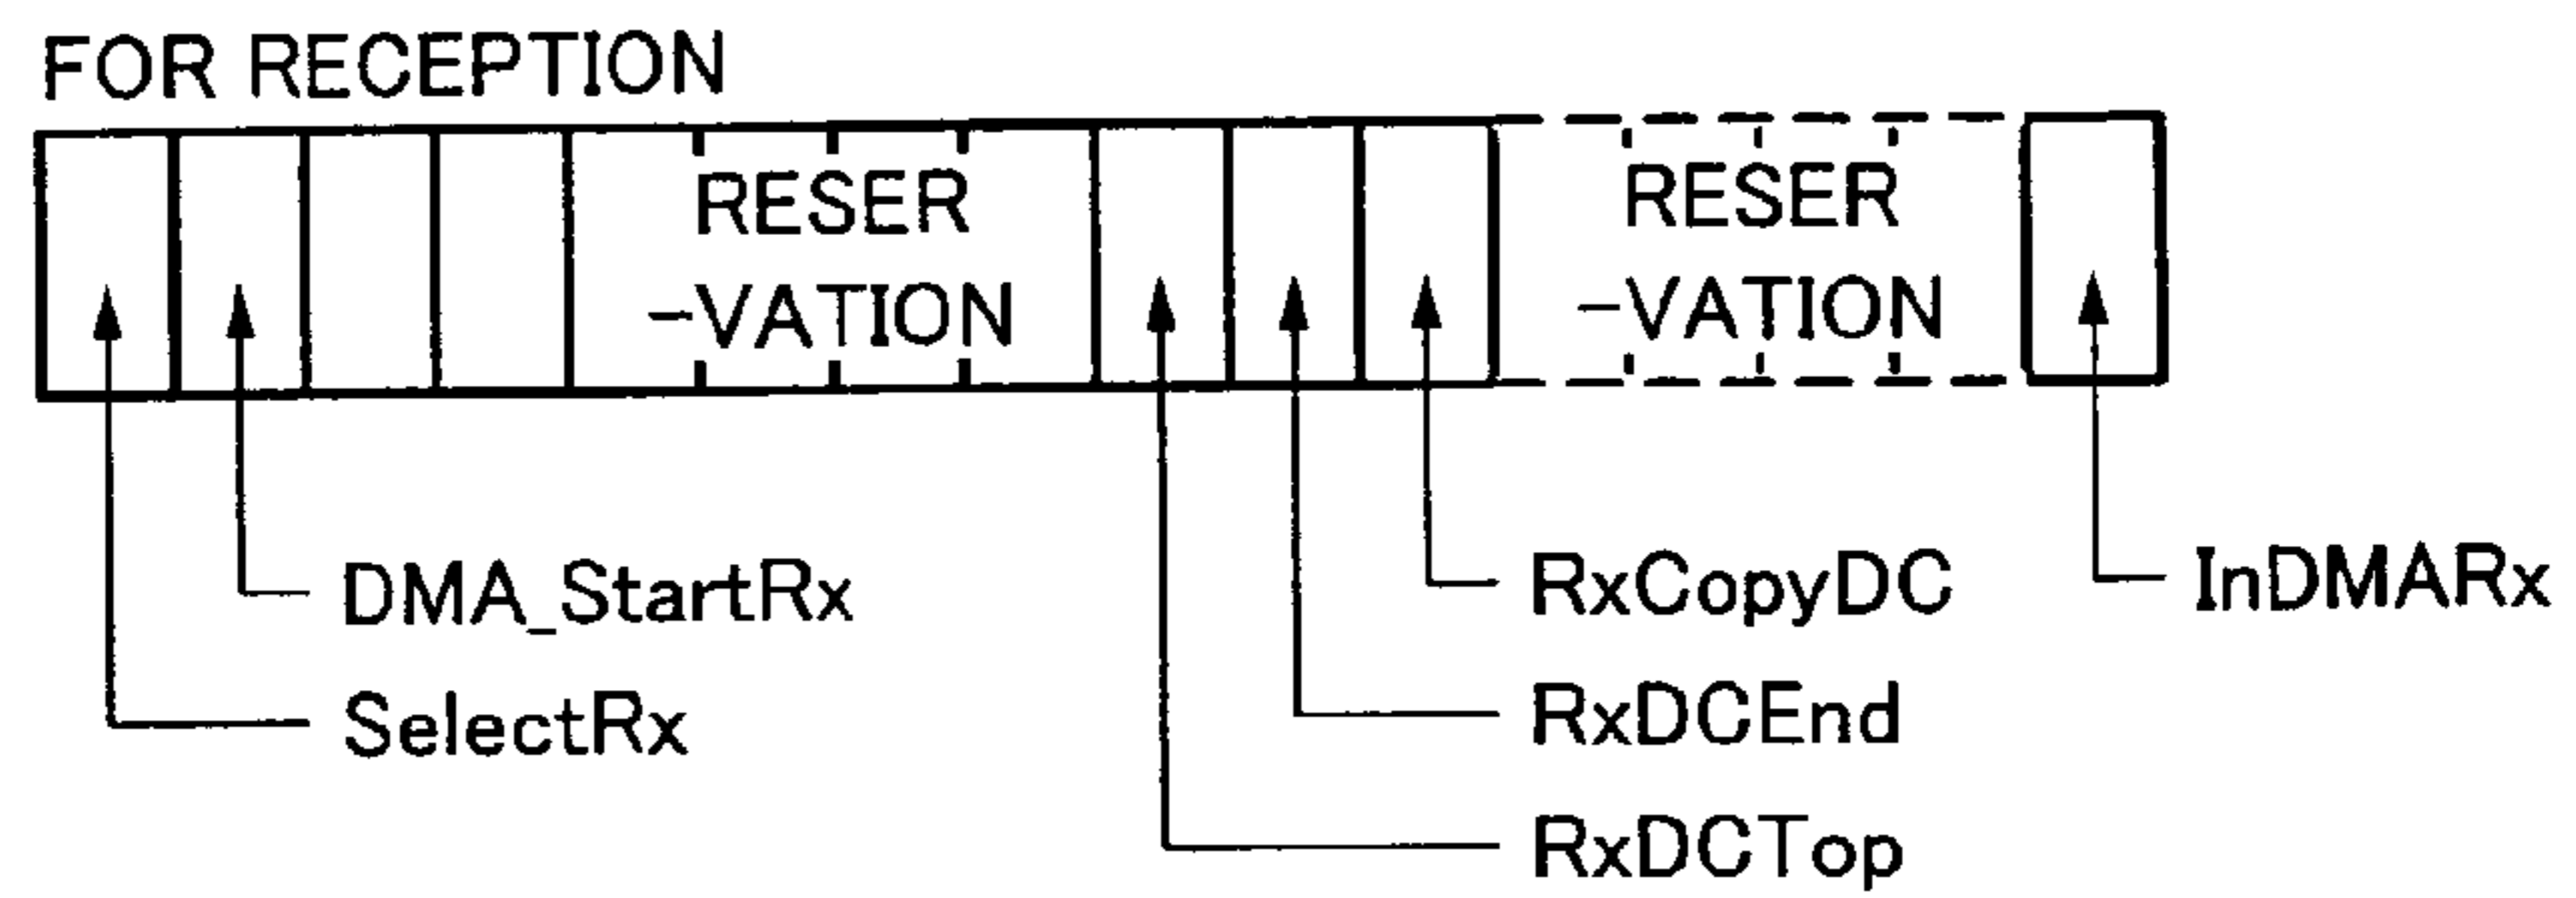 FOR RECEPTION
RESER
-VATION
RESER
-VATION
DMA_StartRx
SelectRx
RxCopyDC
RxDCEnd
RxDCTop
InDMARx